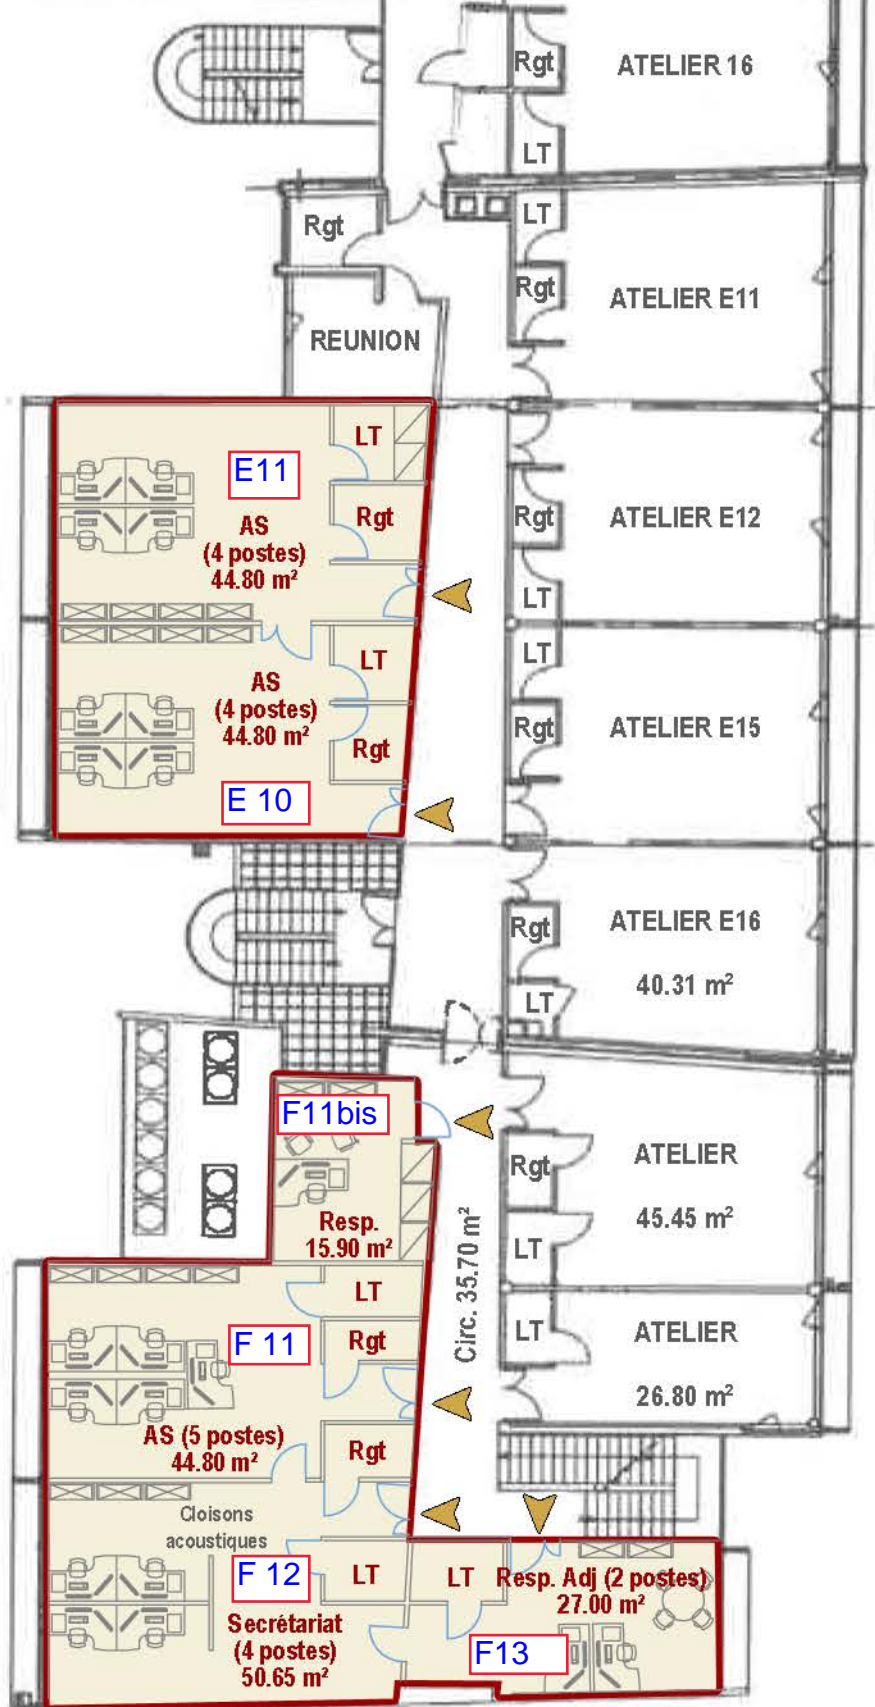 Rgt
ATELIER 16
LT
Rgt
LT
Rgt
ATELIER E11
REUNION
LT
E11
AS
(4 postes)
44.80 m²
Rgt
Rgt
ATELIER E12
LT
LT
AS
(4 postes)
44.80 m²
LT
Rgt
Rgt
ATELIER E15
E 10
Rgt
ATELIER E16
40.31 m²
LT
F11bis
Resp.
15.90 m²
Rgt
ATELIER
45.45 m²
LT
Circ. 35.70 m²
LT
F 11
Rgt
LT
ATELIER
26.80 m²
AS (5 postes)
44.80 m²
Rgt
Cloisons
acoustiques
F 12
LT
Secrétariat
(4 postes)
50.65 m²
LT
Resp. Adj (2 postes)
27.00 m²
F13